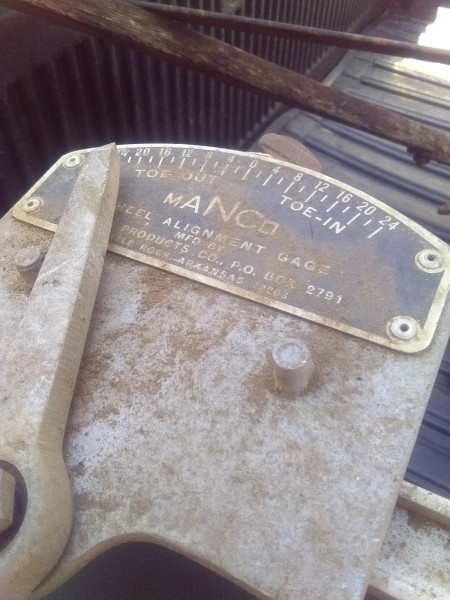 20 16 12 8 4 0 4 8 12 16 20 24
TOE-OUT TOE-IN
MANCO
WHEEL ALIGNMENT GAGE
MFD BY
PRODUCTS, CO., P.O. BOX 2791
ROCK, ARKANSAS